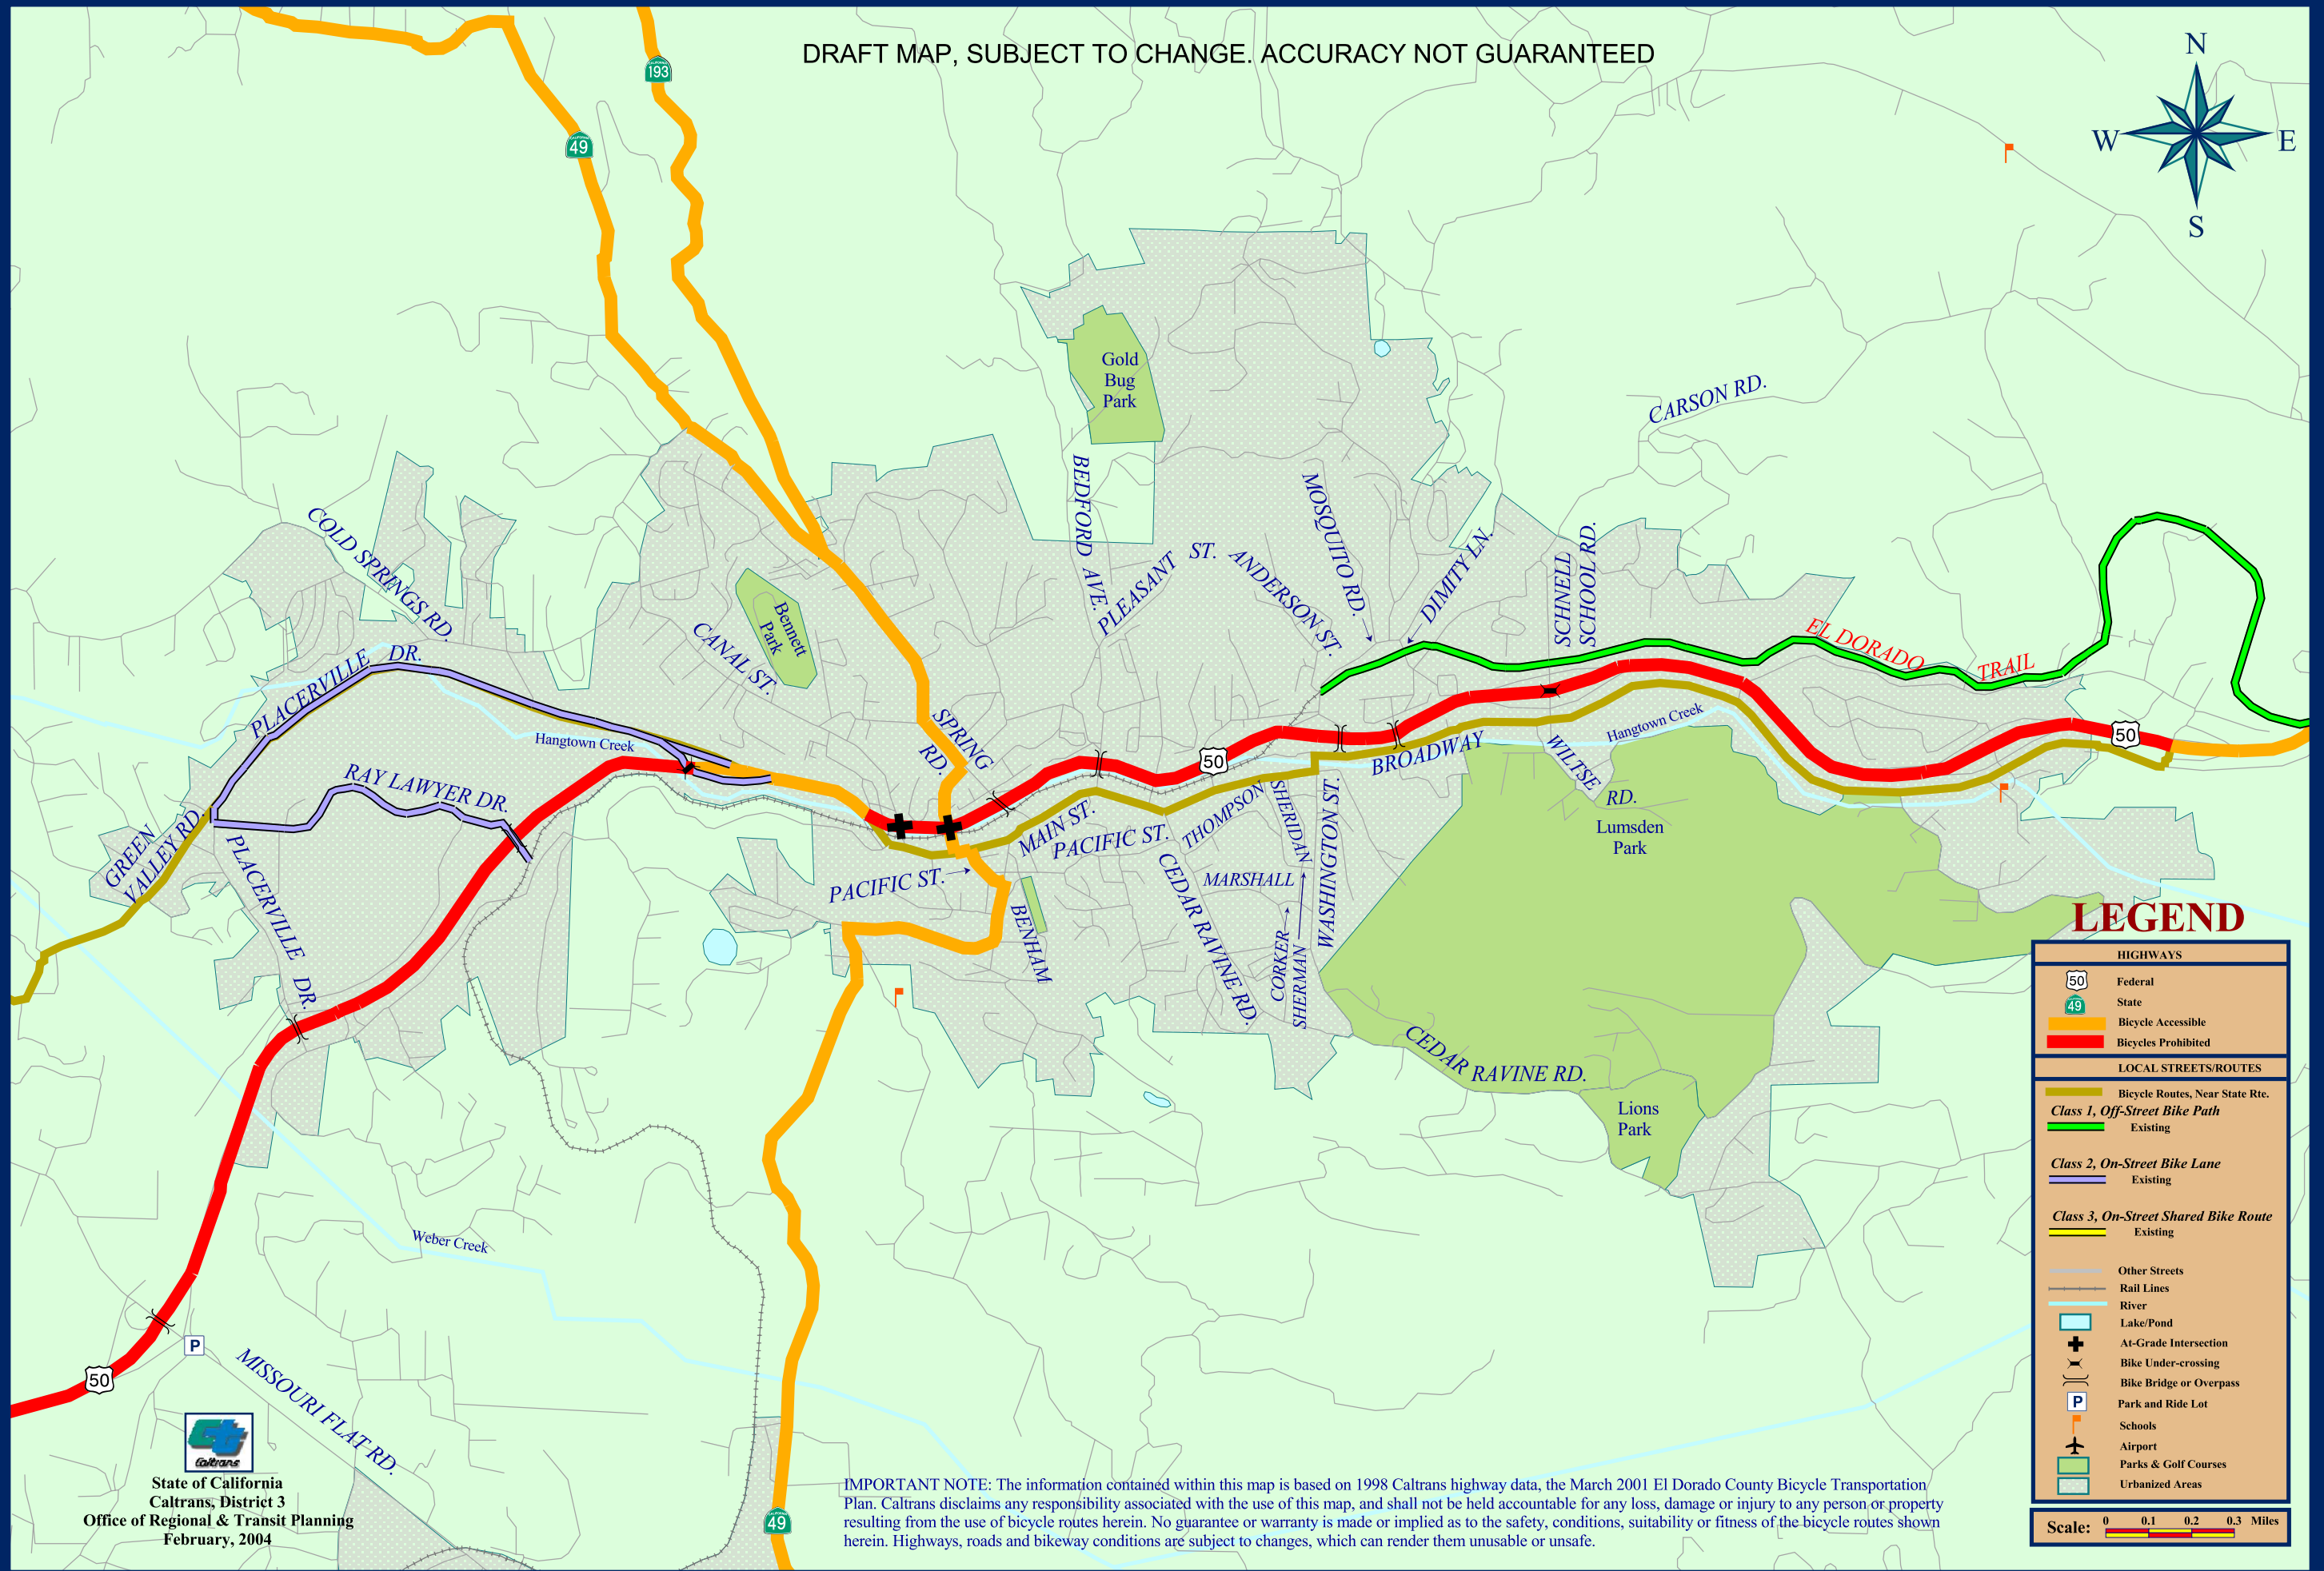 DRAFT MAP, SUBJECT TO CHANGE. ACCURACY NOT GUARANTEED
N
W
E
S
193
49
Gold
Bug
Park
CARSON RD.
BEDFORD AVE.
PLEASANT ST.
ANDERSON ST.
MOSQUITO RD.
DIMITY LN.
SCHNELL
SCHOOL RD.
COLD SPRINGS RD.
CANAL ST.
Bennett
Park
PLACERVILLE DR.
EL DORADO TRAIL
SPRING
RD.
Hangtown Creek
Hangtown Creek
50
50
BROADWAY
WILTSE
RD.
RAY LAWYER DR.
GREEN
VALLEY RD.
PLACERVILLE DR.
MAIN ST.
PACIFIC ST.
THOMPSON
SHERIDAN
WASHINGTON ST.
Lumsden
Park
PACIFIC ST.
MARSHALL
BENHAM
CEDAR RAVINE RD.
CORKER
SHERMAN
CEDAR RAVINE RD.
Lions
Park
Weber Creek
P
50
MISSOURI FLAT RD.
49
LEGEND
HIGHWAYS
50 Federal
49 State
Bicycle Accessible
Bicycles Prohibited
LOCAL STREETS/ROUTES
Bicycle Routes, Near State Rte.
Class 1, Off-Street Bike Path
Existing
Class 2, On-Street Bike Lane
Existing
Class 3, On-Street Shared Bike Route
Existing
Other Streets
Rail Lines
River
Lake/Pond
At-Grade Intersection
Bike Under-crossing
Bike Bridge or Overpass
P Park and Ride Lot
Schools
Airport
Parks & Golf Courses
Urbanized Areas
Scale: 0 0.1 0.2 0.3 Miles
Caltrans
State of California
Caltrans, District 3
Office of Regional & Transit Planning
February, 2004
IMPORTANT NOTE: The information contained within this map is based on 1998 Caltrans highway data, the March 2001 El Dorado County Bicycle Transportation
Plan. Caltrans disclaims any responsibility associated with the use of this map, and shall not be held accountable for any loss, damage or injury to any person or property
resulting from the use of bicycle routes herein. No guarantee or warranty is made or implied as to the safety, conditions, suitability or fitness of the bicycle routes shown
herein. Highways, roads and bikeway conditions are subject to changes, which can render them unusable or unsafe.